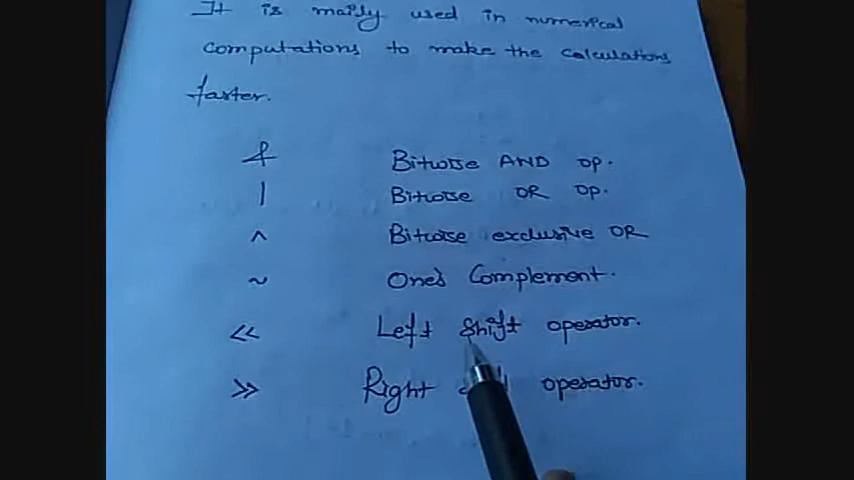 It is maily used in numerical
computations to make the calculations
faster.
& Bitwise AND op.
| Bitwise OR op.
^ Bitwise exclusive OR
~ One's Complement.
<< Left shift operator.
>> Right operator.